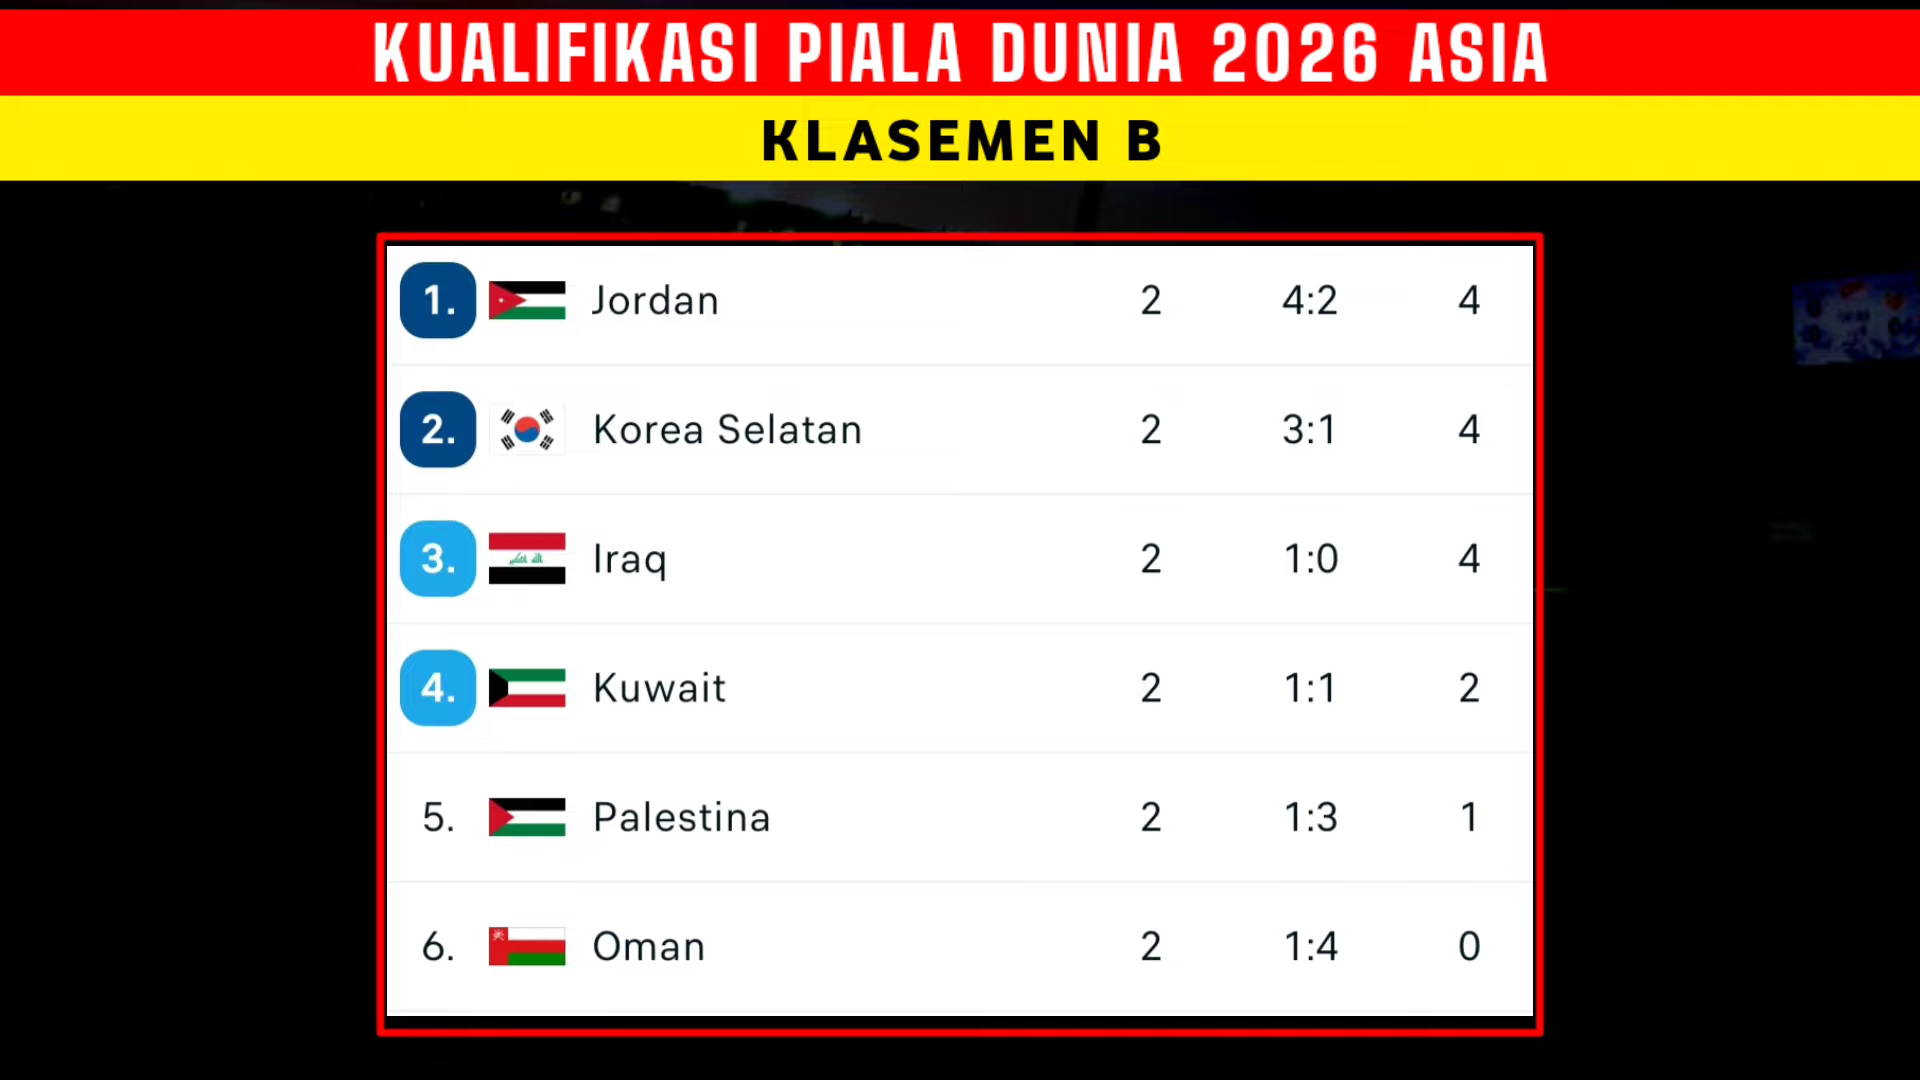 KUALIFIKASI PIALA DUNIA 2026 ASIA
KLASEMEN B
1. Jordan 2 4:2 4
2. Korea Selatan 2 3:1 4
3. Iraq 2 1:0 4
4. Kuwait 2 1:1 2
5. Palestina 2 1:3 1
6. Oman 2 1:4 0